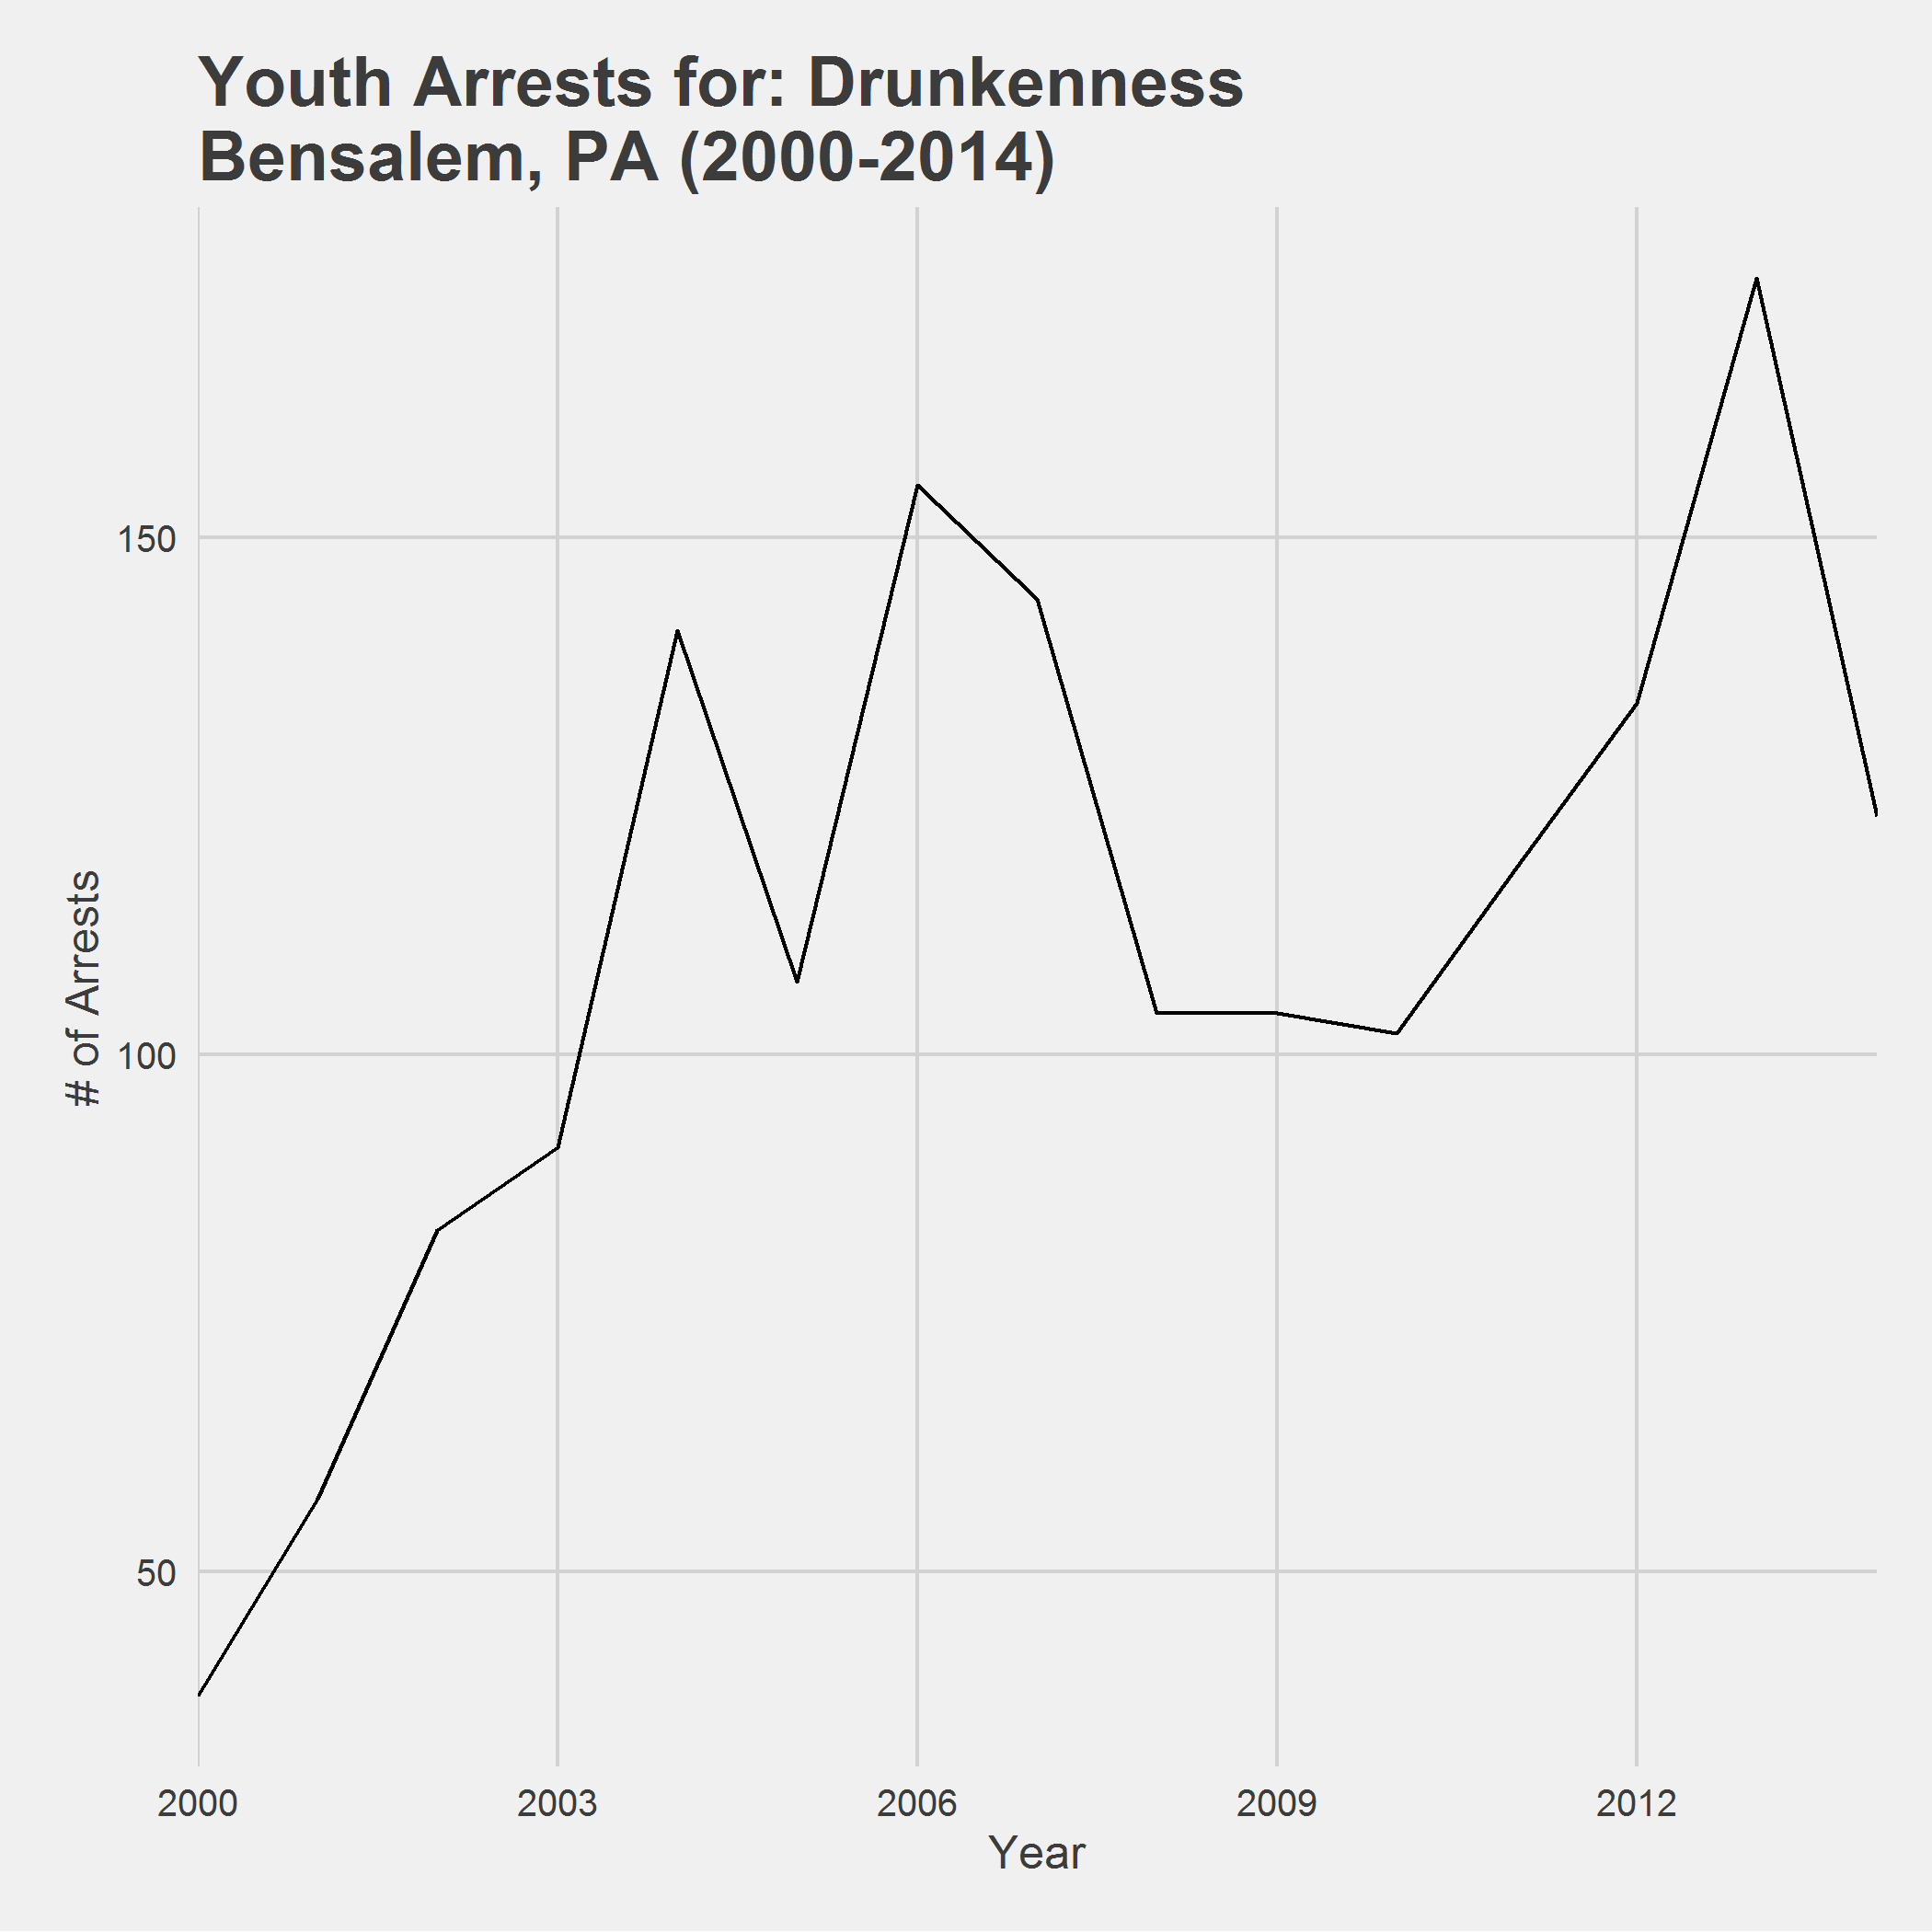 Youth Arrests for: Drunkenness
Bensalem, PA (2000-2014)
150
100
50
# of Arrests
2000 2003 2006 2009 2012
Year